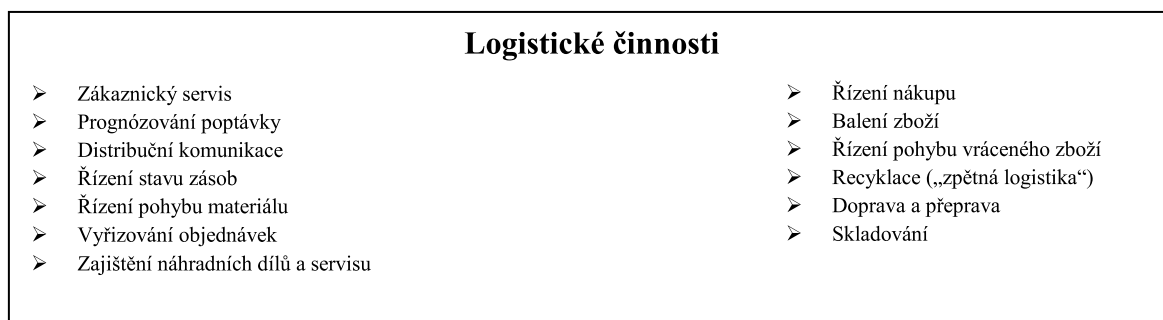 Logistické činnosti
➢ Zákaznický servis
➢ Prognózování poptávky
➢ Distribuční komunikace
➢ Řízení stavu zásob
➢ Řízení pohybu materiálu
➢ Vyřizování objednávek
➢ Zajištění náhradních dílů a servisu
➢ Řízení nákupu
➢ Balení zboží
➢ Řízení pohybu vráceného zboží
➢ Recyklace („zpětná logistika“)
➢ Doprava a přeprava
➢ Skladování